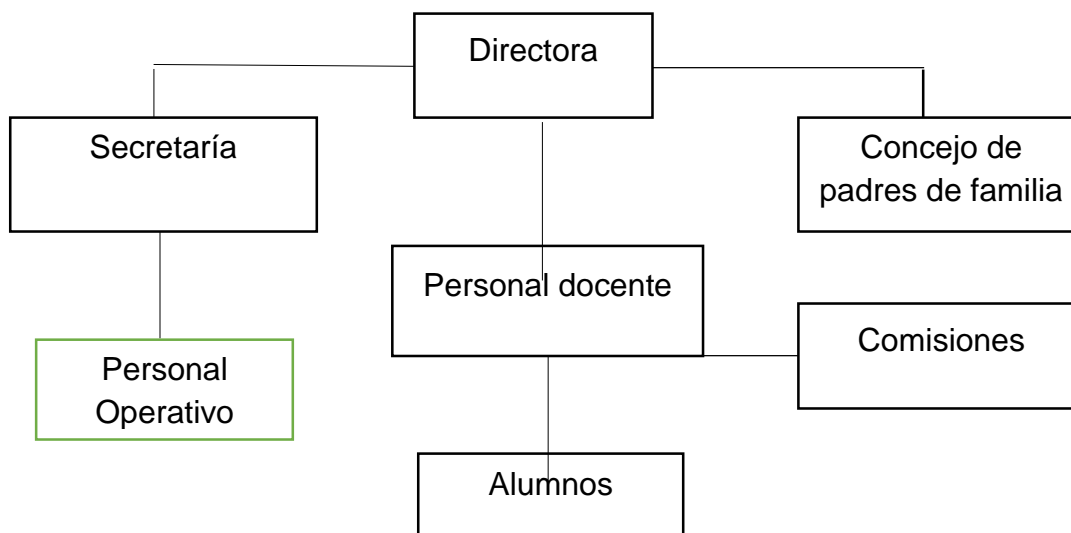 Directora
Secretaría
Concejo de
padres de familia
Personal docente
Comisiones
Personal
Operativo
Alumnos